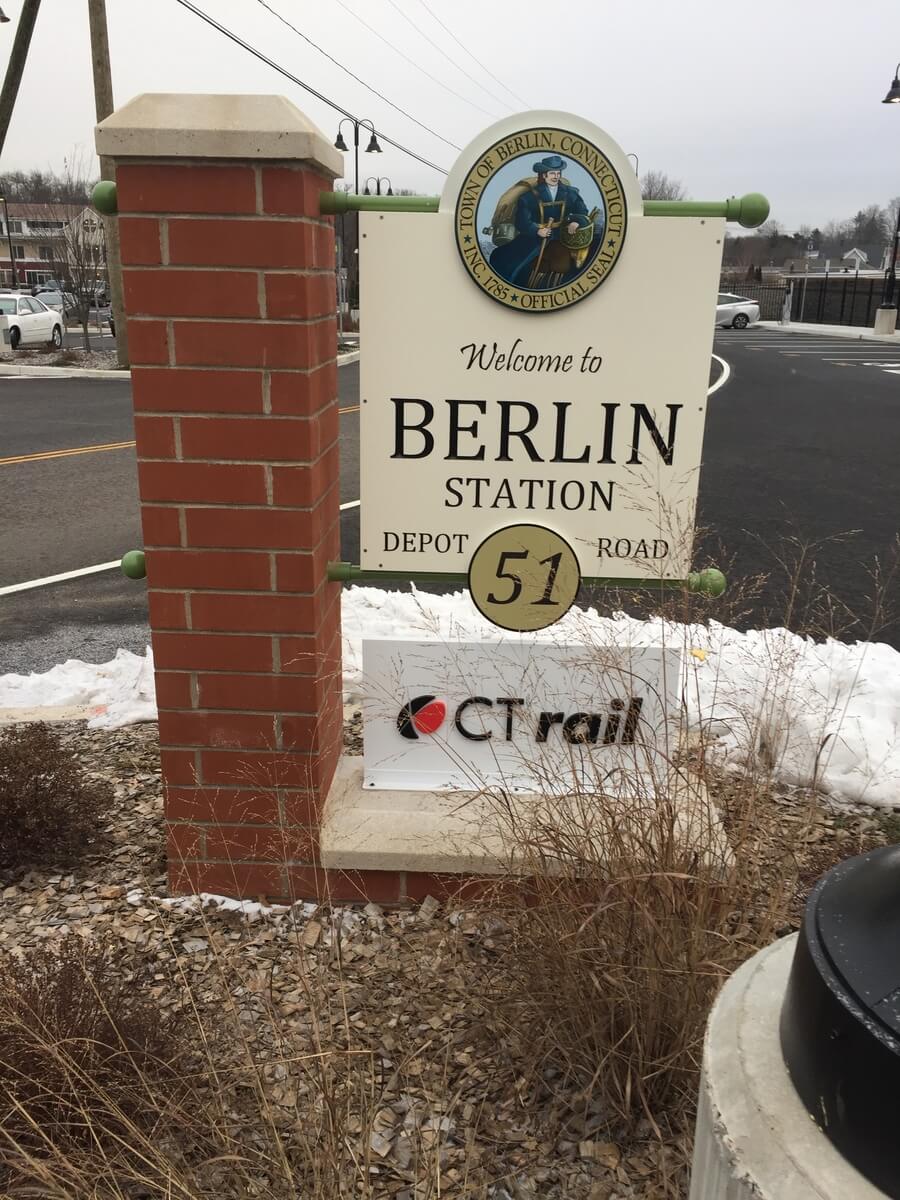 ★ TOWN OF BERLIN, CONNECTICUT ★
INC. 1785 ★ OFFICIAL SEAL
Welcome to
BERLIN
STATION
DEPOT 51 ROAD
CT rail